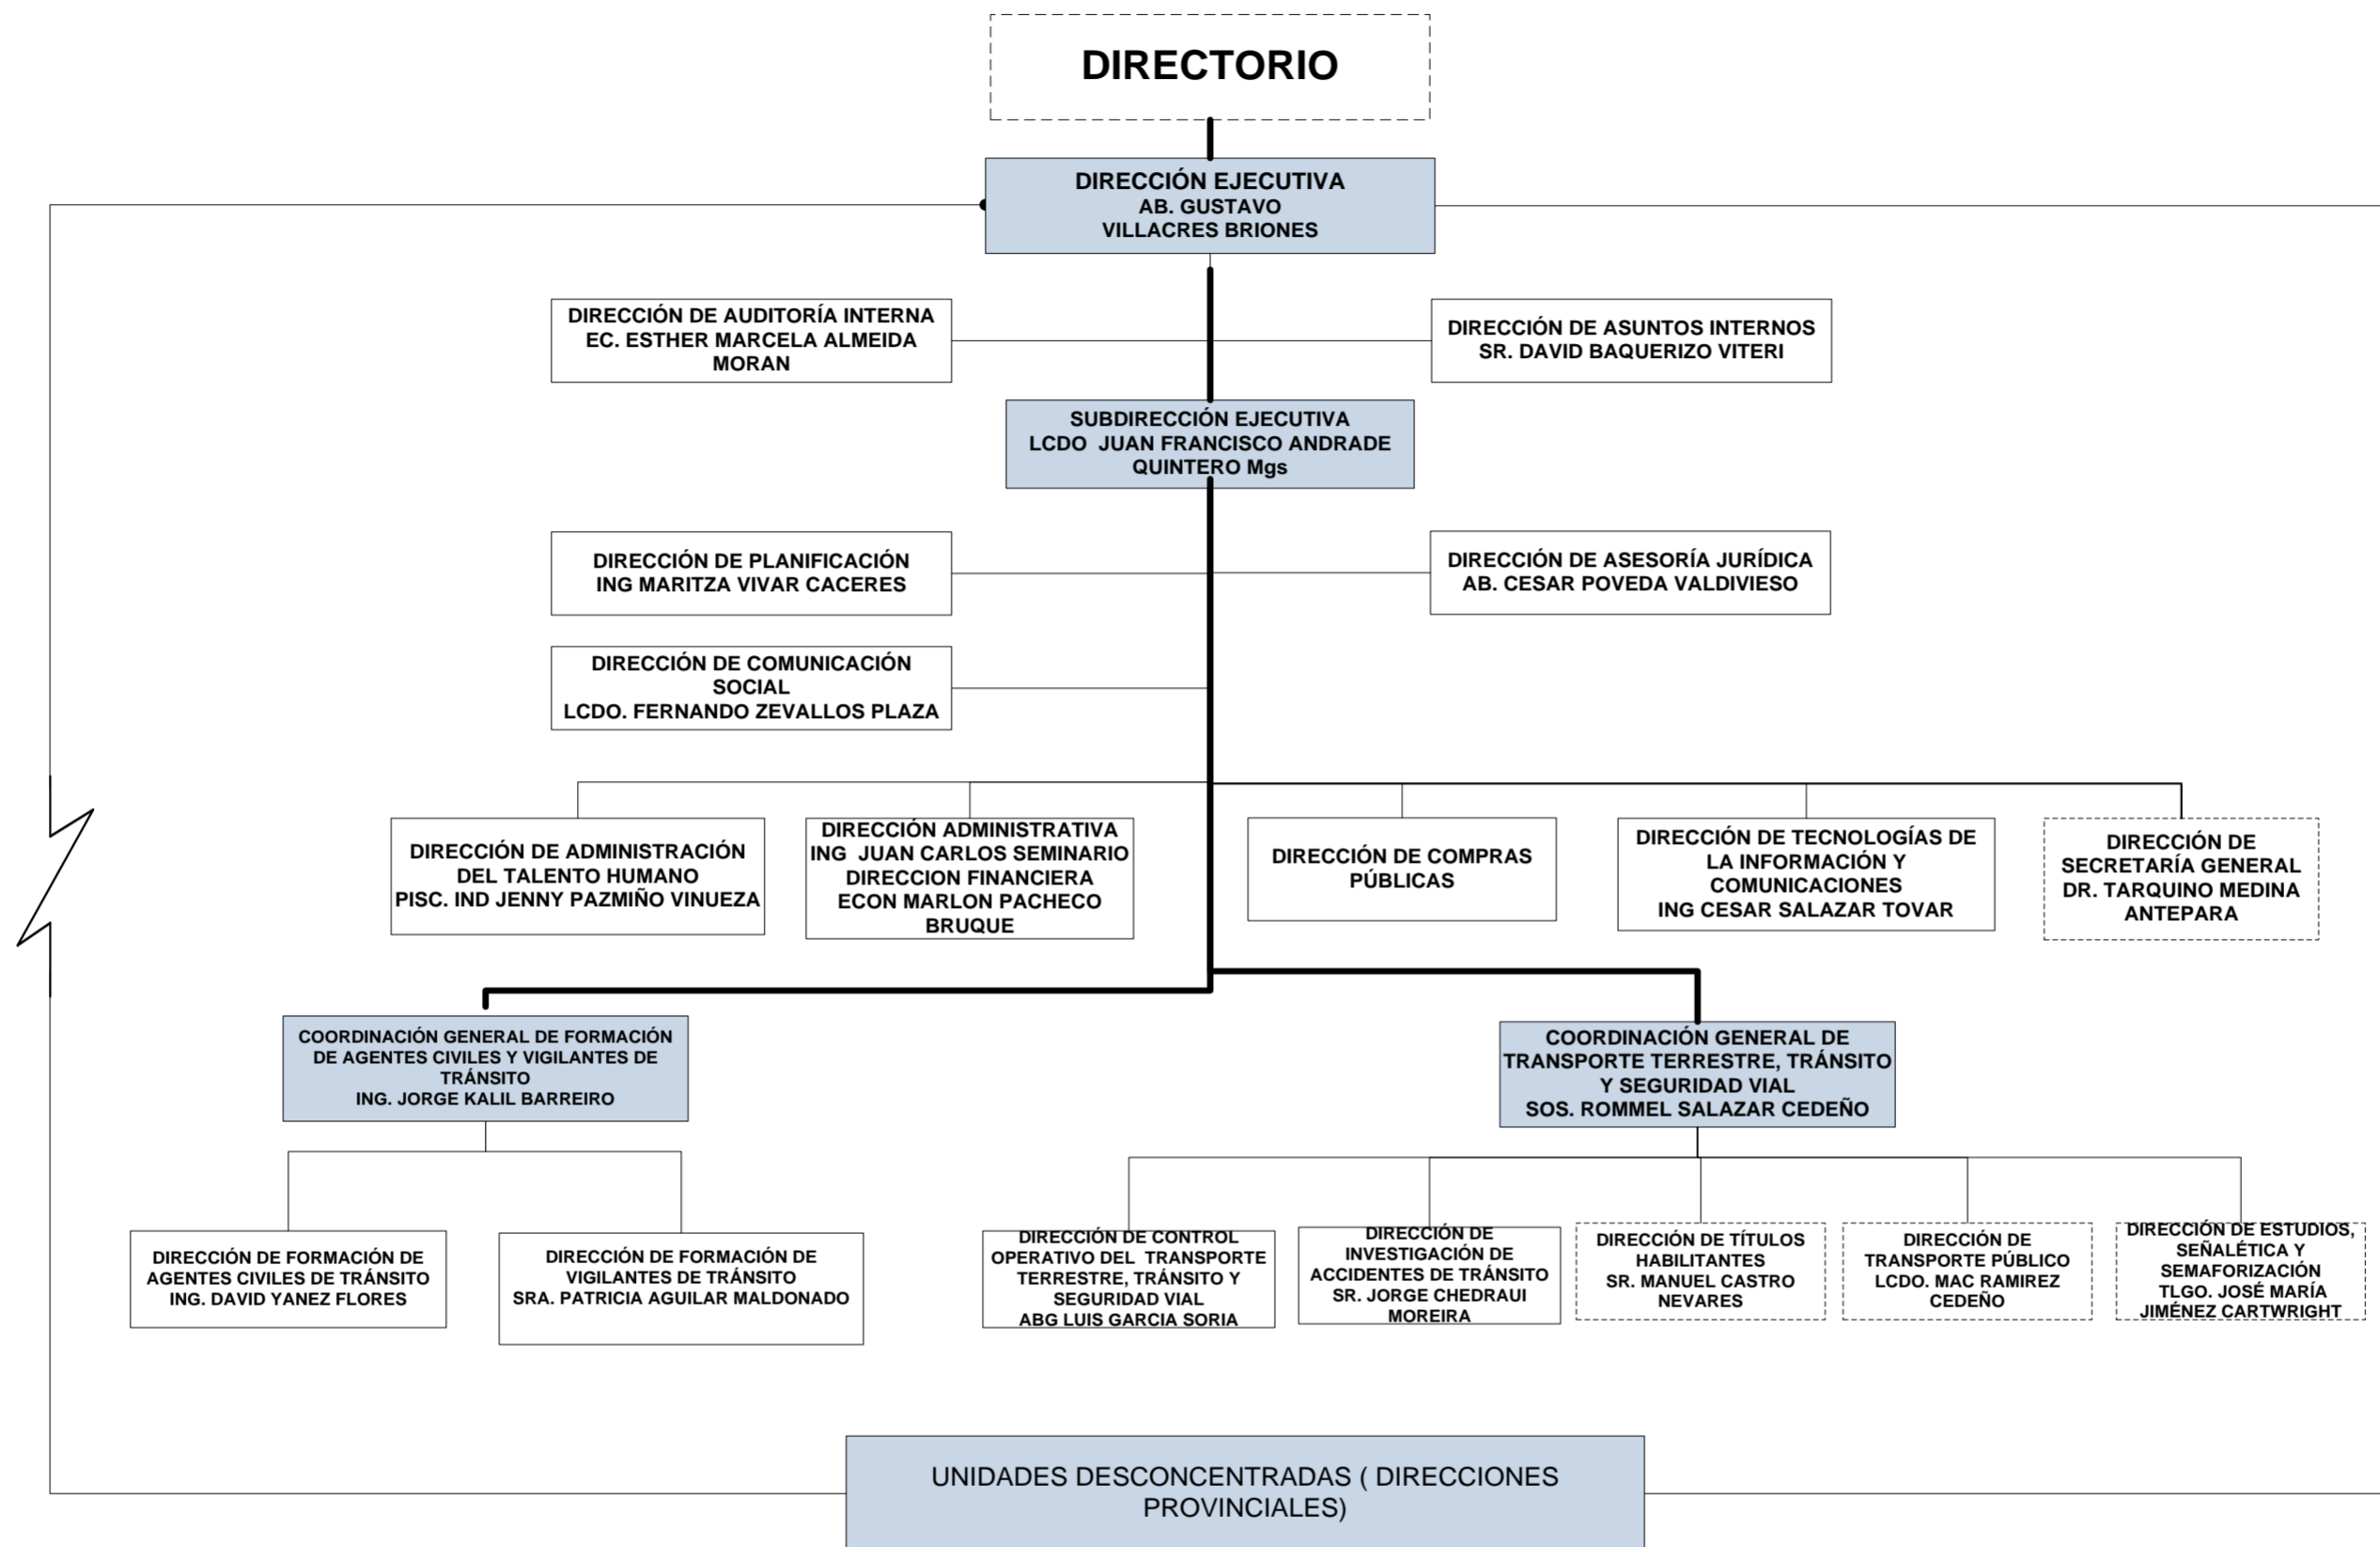 DIRECTORIO
DIRECCIÓN EJECUTIVA
AB. GUSTAVO
VILLACRES BRIONES
DIRECCIÓN DE AUDITORÍA INTERNA
EC. ESTHER MARCELA ALMEIDA
MORAN
DIRECCIÓN DE ASUNTOS INTERNOS
SR. DAVID BAQUERIZO VITERI
SUBDIRECCIÓN EJECUTIVA
LCDO  JUAN FRANCISCO ANDRADE
QUINTERO Mgs
DIRECCIÓN DE PLANIFICACIÓN
ING MARITZA VIVAR CACERES
DIRECCIÓN DE ASESORÍA JURÍDICA
AB. CESAR POVEDA VALDIVIESO
DIRECCIÓN DE COMUNICACIÓN
SOCIAL
LCDO. FERNANDO ZEVALLOS PLAZA
DIRECCIÓN DE ADMINISTRACIÓN
DEL TALENTO HUMANO
PISC. IND JENNY PAZMIÑO VINUEZA
DIRECCIÓN ADMINISTRATIVA
ING  JUAN CARLOS SEMINARIO
DIRECCION FINANCIERA
ECON MARLON PACHECO
BRUQUE
DIRECCIÓN DE COMPRAS
PÚBLICAS
DIRECCIÓN DE TECNOLOGÍAS DE
LA INFORMACIÓN Y
COMUNICACIONES
ING CESAR SALAZAR TOVAR
DIRECCIÓN DE
SECRETARÍA GENERAL
DR. TARQUINO MEDINA
ANTEPARA
COORDINACIÓN GENERAL DE FORMACIÓN
DE AGENTES CIVILES Y VIGILANTES DE
TRÁNSITO
ING. JORGE KALIL BARREIRO
COORDINACIÓN GENERAL DE
TRANSPORTE TERRESTRE, TRÁNSITO
Y SEGURIDAD VIAL
SOS. ROMMEL SALAZAR CEDEÑO
DIRECCIÓN DE FORMACIÓN DE
AGENTES CIVILES DE TRÁNSITO
ING. DAVID YANEZ FLORES
DIRECCIÓN DE FORMACIÓN DE
VIGILANTES DE TRÁNSITO
SRA. PATRICIA AGUILAR MALDONADO
DIRECCIÓN DE CONTROL
OPERATIVO DEL  TRANSPORTE
TERRESTRE, TRÁNSITO Y
SEGURIDAD VIAL
ABG LUIS GARCIA SORIA
DIRECCIÓN DE
INVESTIGACIÓN DE
ACCIDENTES DE TRÁNSITO
SR. JORGE CHEDRAUI
MOREIRA
DIRECCIÓN DE TÍTULOS
HABILITANTES
SR. MANUEL CASTRO
NEVARES
DIRECCIÓN DE
TRANSPORTE PÚBLICO
LCDO. MAC RAMIREZ
CEDEÑO
DIRECCIÓN DE ESTUDIOS,
SEÑALÉTICA Y
SEMAFORIZACIÓN
TLGO. JOSÉ MARÍA
JIMÉNEZ CARTWRIGHT
UNIDADES DESCONCENTRADAS ( DIRECCIONES
PROVINCIALES)